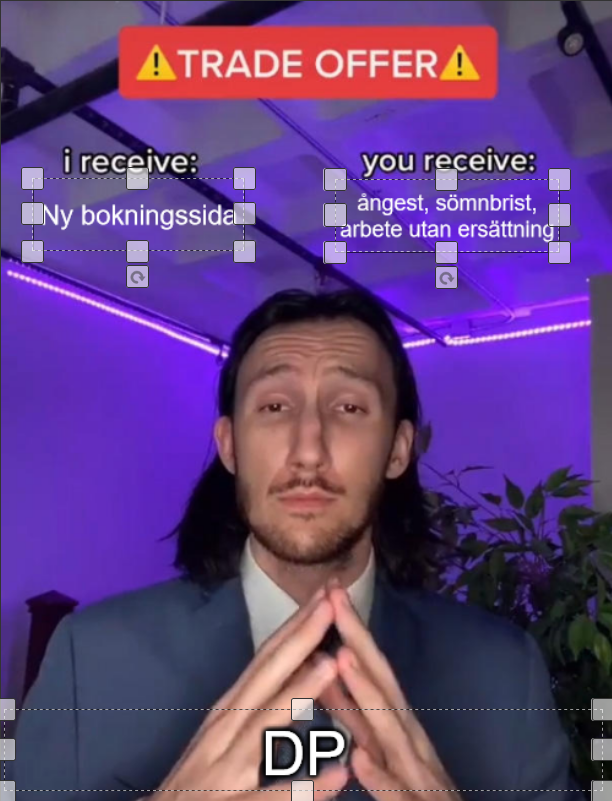 ⚠️TRADE OFFER⚠️
i receive:
you receive:
Ny bokningssida
ångest, sömnbrist,
arbete utan ersättning
DP